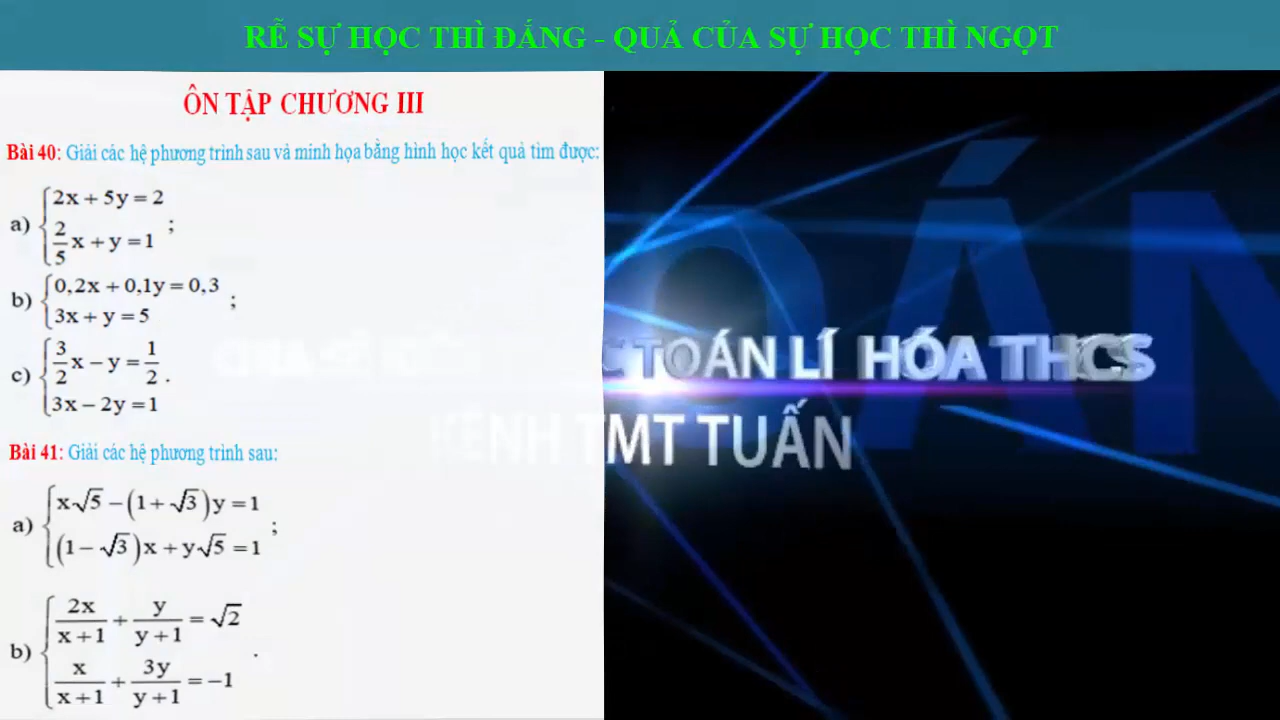 RỄ SỰ HỌC THÌ ĐẮNG - QUẢ CỦA SỰ HỌC THÌ NGỌT
ÔN TẬP CHƯƠNG III
Bài 40: Giải các hệ phương trình sau và minh họa bằng hình học kết quả tìm được:
a) { 2x + 5y = 2
2/5 x + y = 1 ;
b) { 0,2x + 0,1y = 0,3
3x + y = 5 ;
c) { 3/2 x − y = 1/2
3x − 2y = 1 .
Bài 41: Giải các hệ phương trình sau:
a) { x√5 − (1 + √3)y = 1
(1 − √3)x + y√5 = 1 ;
b) { 2x/(x + 1) + y/(y + 1) = √2
x/(x + 1) + 3y/(y + 1) = −1 .
OÁN
TOÁN LÍ HÓA THCS
KÊNH TMT TUẤN